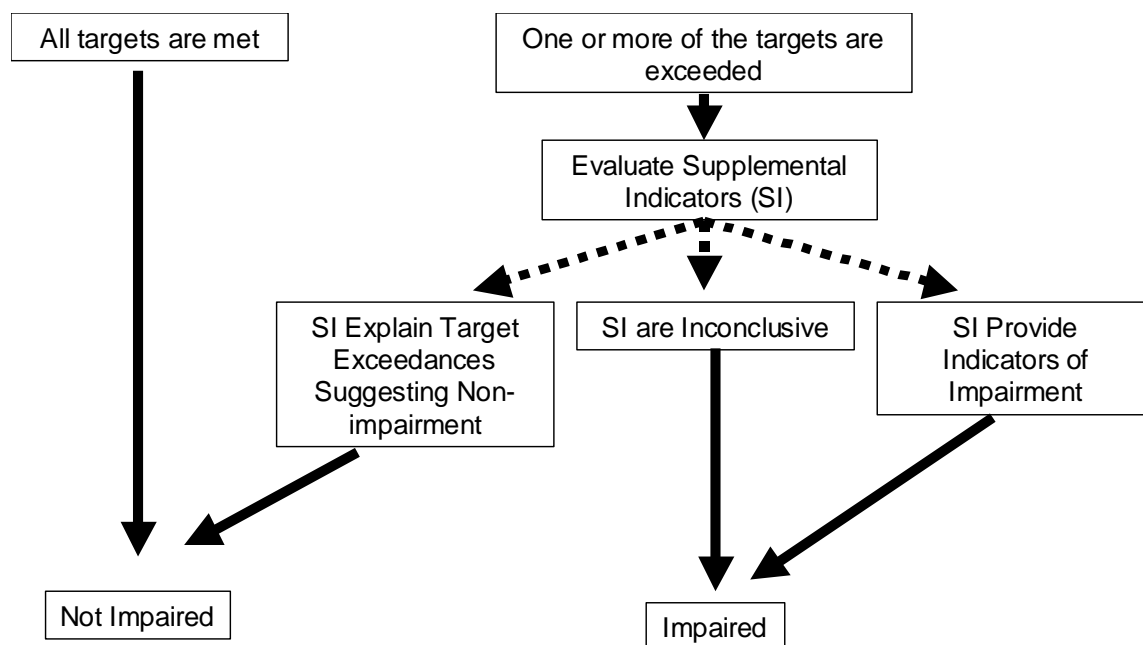 All targets are met
One or more of the targets are
exceeded
Evaluate Supplemental
Indicators (SI)
SI Explain Target
Exceedances
Suggesting Non-
impairment
SI are Inconclusive
SI Provide
Indicators of
Impairment
Not Impaired
Impaired